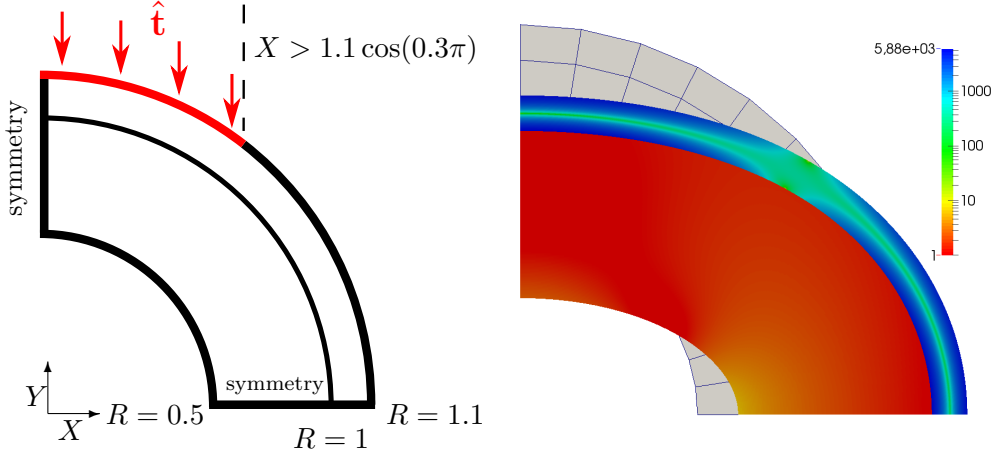 t̂
X > 1.1 cos(0.3π)
symmetry
symmetry
Y
X
R = 0.5
R = 1
R = 1.1
5,88e+03
1000
100
10
1